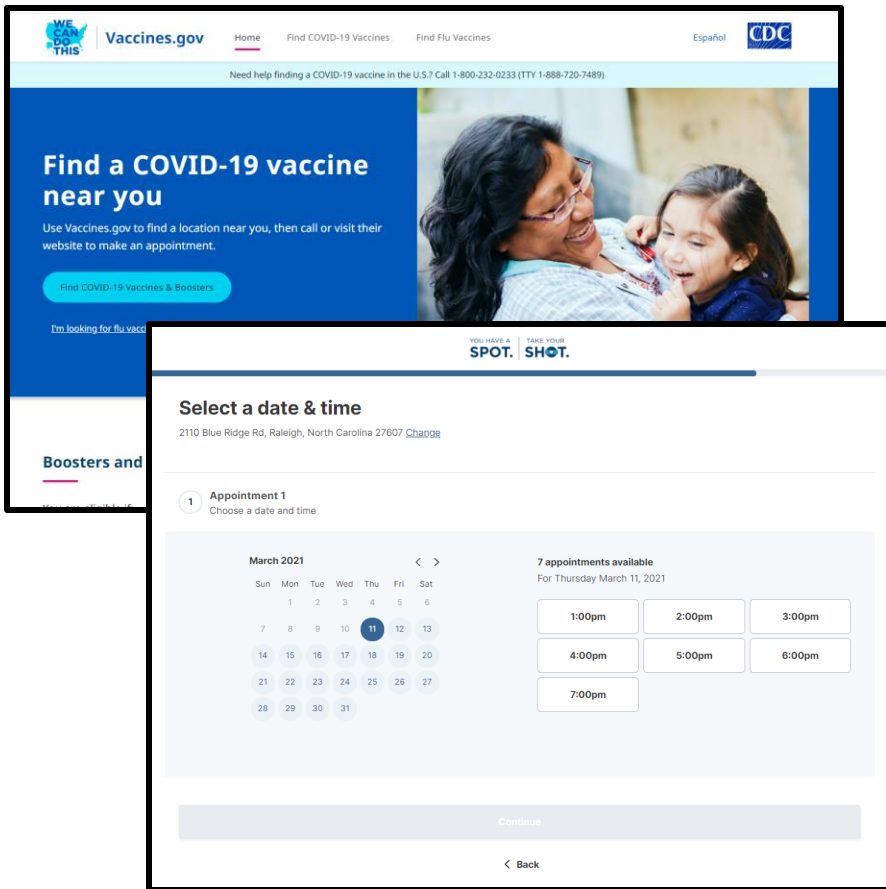 WE
CAN
DO
THIS
Vaccines.gov
Home
Find COVID-19 Vaccines
Find Flu Vaccines
Español
CDC
Need help finding a COVID-19 vaccine in the U.S.? Call 1-800-232-0233 (TTY 1-888-720-7489)
Find a COVID-19 vaccine
near you
Use Vaccines.gov to find a location near you, then call or visit their
website to make an appointment.
Find COVID-19 Vaccines & Boosters
I'm looking for flu
Boosters and
YOU HAVE A
SPOT.
TAKE YOUR
SHOT.
Select a date & time
2110 Blue Ridge Rd, Raleigh, North Carolina 27607 Change
1
Appointment 1
Choose a date and time
March 2021
Sun Mon Tue Wed Thu Fri Sat
1 2 3 4 5 6
7 8 9 10 11 12 13
14 15 16 17 18 19 20
21 22 23 24 25 26 27
28 29 30 31
7 appointments available
For Thursday March 11, 2021
1:00pm 2:00pm 3:00pm
4:00pm 5:00pm 6:00pm
7:00pm
Continue
Back